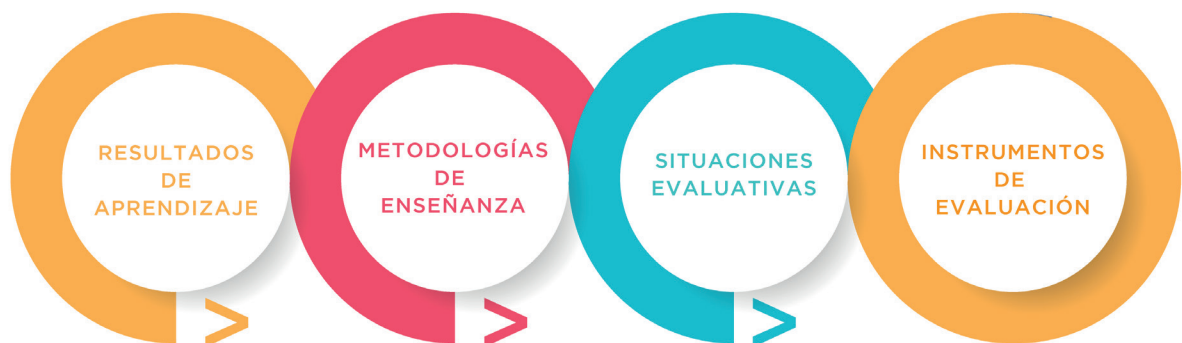 RESULTADOS
DE
APRENDIZAJE
METODOLOGÍAS
DE
ENSEÑANZA
SITUACIONES
EVALUATIVAS
INSTRUMENTOS
DE
EVALUACIÓN